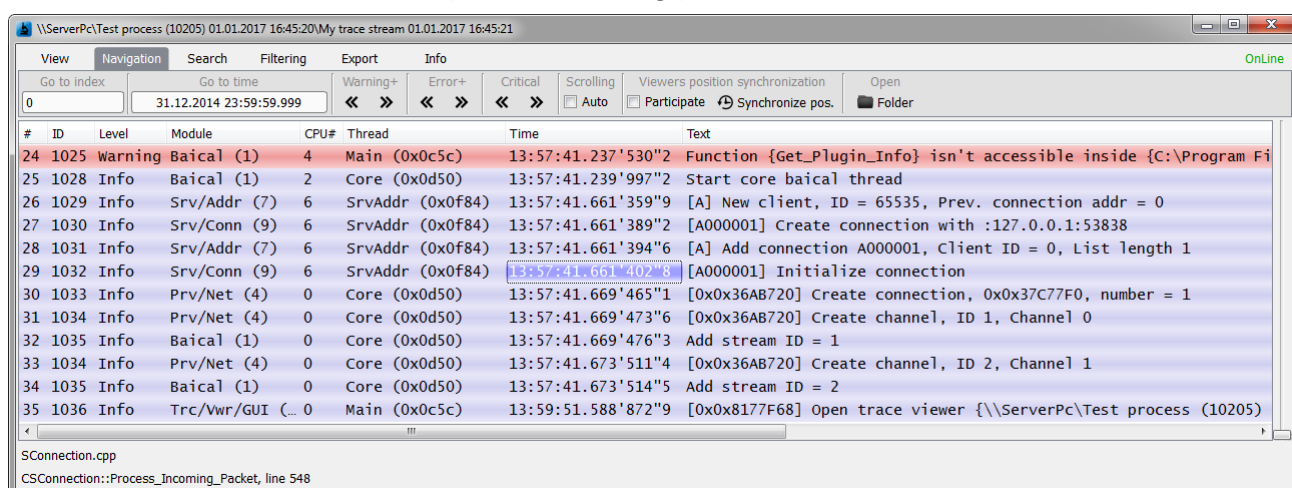 \\ServerPc\Test process (10205) 01.01.2017 16:45:20\My trace stream 01.01.2017 16:45:21
View Navigation Search Filtering Export Info OnLine
Go to index Go to time Warning+ Error+ Critical Scrolling Viewers position synchronization Open
0 31.12.2014 23:59:59.999 « » « » « » Auto Participate Synchronize pos. Folder
# ID Level Module CPU# Thread Time Text
24 1025 Warning Baical (1) 4 Main (0x0c5c) 13:57:41.237'530"2 Function {Get_Plugin_Info} isn't accessible inside {C:\Program Fi
25 1028 Info Baical (1) 2 Core (0x0d50) 13:57:41.239'997"2 Start core baical thread
26 1029 Info Srv/Addr (7) 6 SrvAddr (0x0f84) 13:57:41.661'359"9 [A] New client, ID = 65535, Prev. connection addr = 0
27 1030 Info Srv/Conn (9) 6 SrvAddr (0x0f84) 13:57:41.661'389"2 [A000001] Create connection with :127.0.0.1:53838
28 1031 Info Srv/Addr (7) 6 SrvAddr (0x0f84) 13:57:41.661'394"6 [A] Add connection A000001, Client ID = 0, List length 1
29 1032 Info Srv/Conn (9) 6 SrvAddr (0x0f84) 13:57:41.661'402"8 [A000001] Initialize connection
30 1033 Info Prv/Net (4) 0 Core (0x0d50) 13:57:41.669'465"1 [0x0x36AB720] Create connection, 0x0x37C77F0, number = 1
31 1034 Info Prv/Net (4) 0 Core (0x0d50) 13:57:41.669'473"6 [0x0x36AB720] Create channel, ID 1, Channel 0
32 1035 Info Baical (1) 0 Core (0x0d50) 13:57:41.669'476"3 Add stream ID = 1
33 1034 Info Prv/Net (4) 0 Core (0x0d50) 13:57:41.673'511"4 [0x0x36AB720] Create channel, ID 2, Channel 1
34 1035 Info Baical (1) 0 Core (0x0d50) 13:57:41.673'514"5 Add stream ID = 2
35 1036 Info Trc/Vwr/GUI (... 0 Main (0x0c5c) 13:59:51.588'872"9 [0x0x8177F68] Open trace viewer {\\ServerPc\Test process (10205)
SConnection.cpp
CSConnection::Process_Incoming_Packet, line 548